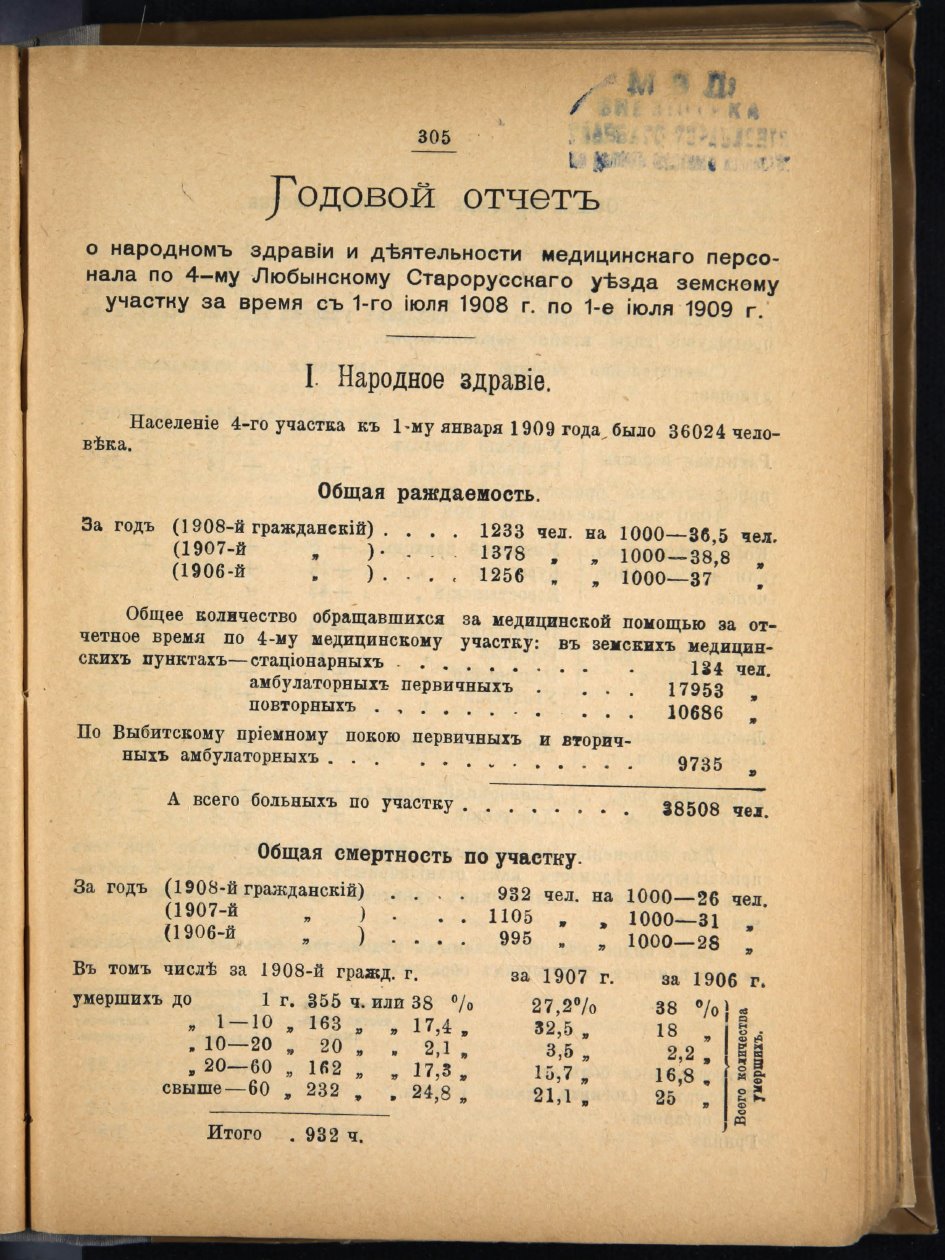 305
Годовой отчетъ
о народномъ здравіи и дѣятельности медицинскаго персо-
нала по 4-му Любынскому Старорусскаго уѣзда земскому
участку за время съ 1-го іюля 1908 г. по 1-е іюля 1909 г.
I. Народное здравіе.
Населеніе 4-го участка къ 1-му января 1909 года было 36024 чело-
вѣка.
Общая раждаемость.
За годъ (1908-й гражданскій) . . . . 1233 чел. на 1000—36,5 чел.
(1907-й „ ) . . . . 1378 „ „ 1000—38,8 „
(1906-й „ ) . . . . 1256 „ „ 1000—37 „
Общее количество обращавшихся за медицинской помощью за от-
четное время по 4-му медицинскому участку: въ земскихъ медицин-
скихъ пунктахъ—стаціонарныхъ . . . . . . . . . 134 чел.
амбулаторныхъ первичныхъ . . . . 17953 „
повторныхъ . . . . . . . . . . 10686 „
По Выбитскому пріемному покою первичныхъ и вторич-
ныхъ амбулаторныхъ . . . . . . . . . . . . 9735 „
А всего больныхъ по участку . . . . . . . . 38508 чел.
Общая смертность по участку.
За годъ (1908-й гражданскій) . . . . 932 чел. на 1000—26 чел.
(1907-й „ ) . . . 1105 „ „ 1000—31 „
(1906-й „ ) . . . . 995 „ „ 1000—28 „
Въ томъ числѣ за 1908-й гражд. г. за 1907 г. за 1906 г.
умершихъ до 1 г. 355 ч. или 38 % 27,2% 38 %
„ 1—10 „ 163 „ „ 17,4 „ 32,5 „ 18 „
„ 10—20 „ 20 „ „ 2,1 „ 3,5 „ 2,2 „
„ 20—60 „ 162 „ „ 17,3 „ 15,7 „ 16,8 „
свыше—60 „ 232 „ „ 24,8 „ 21,1 „ 25 „
Всего количества
умершихъ.
Итого . 932 ч.